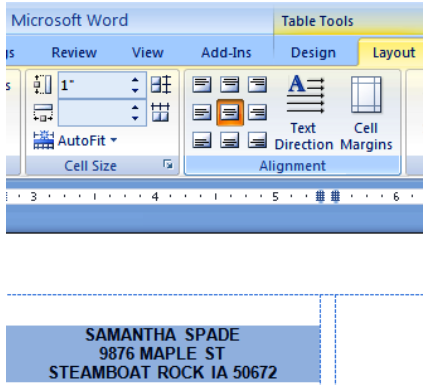 Microsoft Word
Table Tools
gs Review View Add-Ins Design Layout
s
1"
AutoFit
Text Direction
Cell Margins
Cell Size
Alignment
3 4 5 6
SAMANTHA SPADE
9876 MAPLE ST
STEAMBOAT ROCK IA 50672